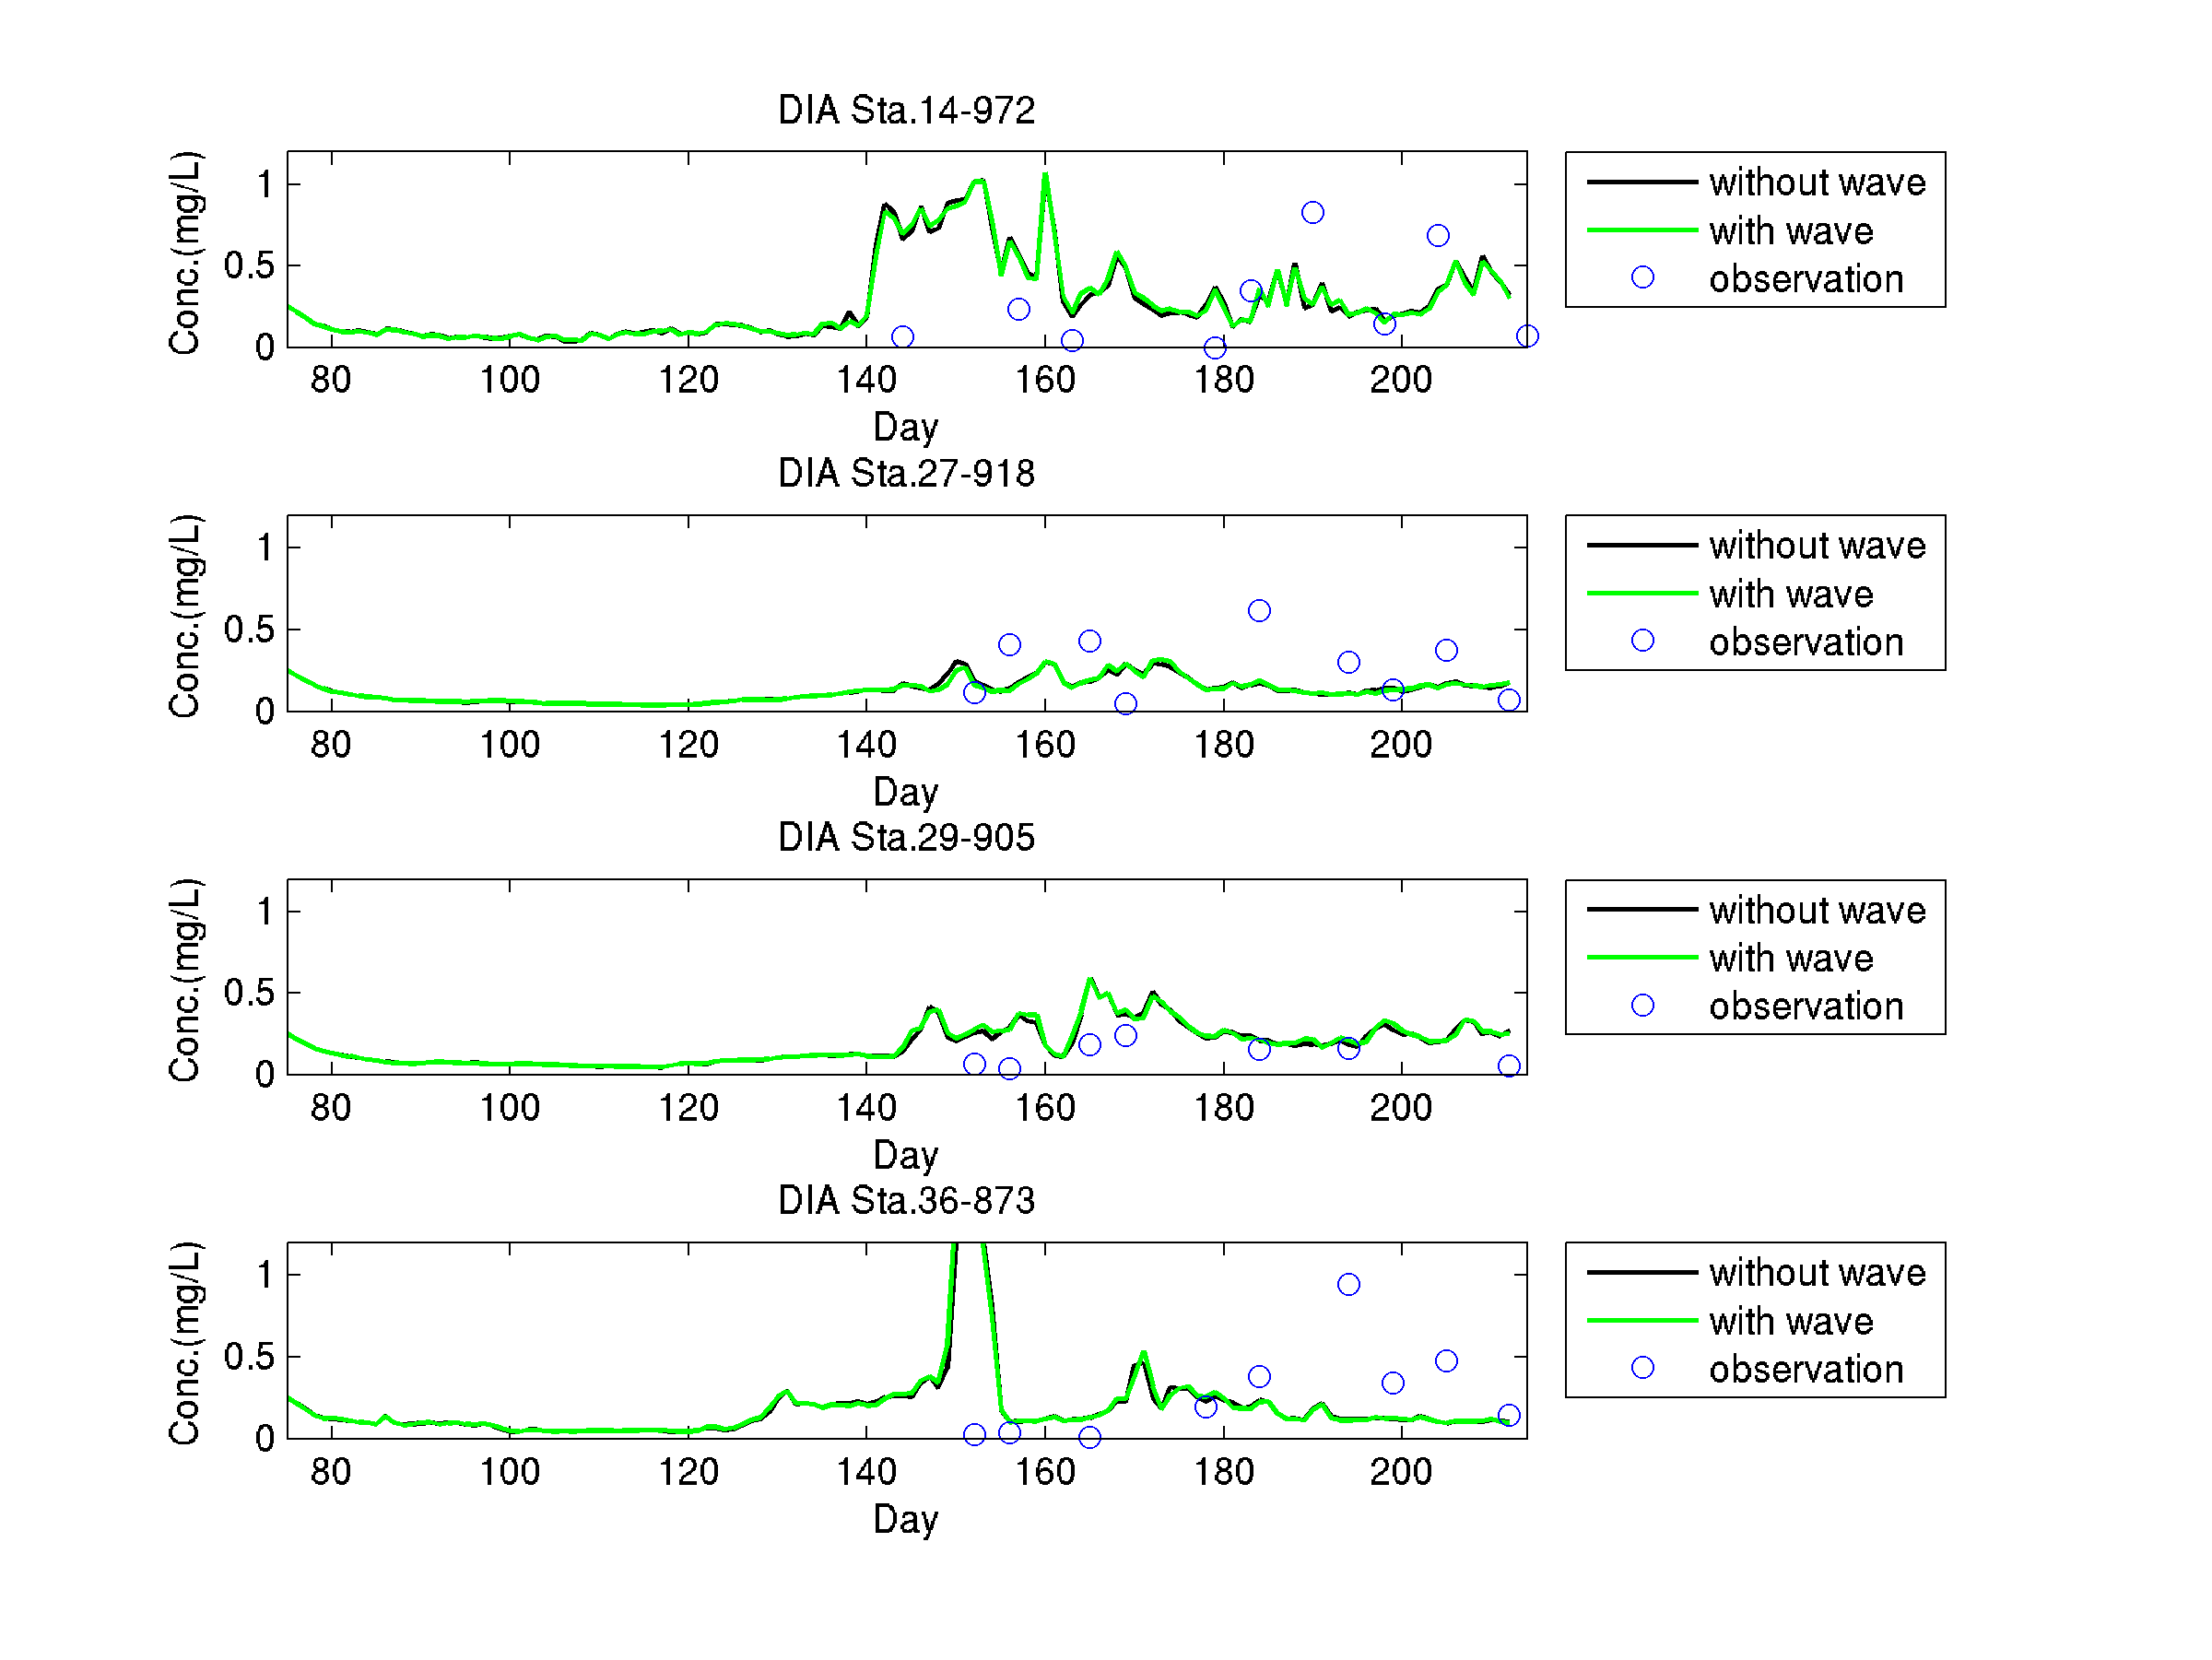 DIA Sta.14-972
Conc.(mg/L)
1
0.5
0
80 100 120 140 160 180 200
Day
without wave
with wave
observation
DIA Sta.27-918
Conc.(mg/L)
1
0.5
0
80 100 120 140 160 180 200
Day
without wave
with wave
observation
DIA Sta.29-905
Conc.(mg/L)
1
0.5
0
80 100 120 140 160 180 200
Day
without wave
with wave
observation
DIA Sta.36-873
Conc.(mg/L)
1
0.5
0
80 100 120 140 160 180 200
Day
without wave
with wave
observation